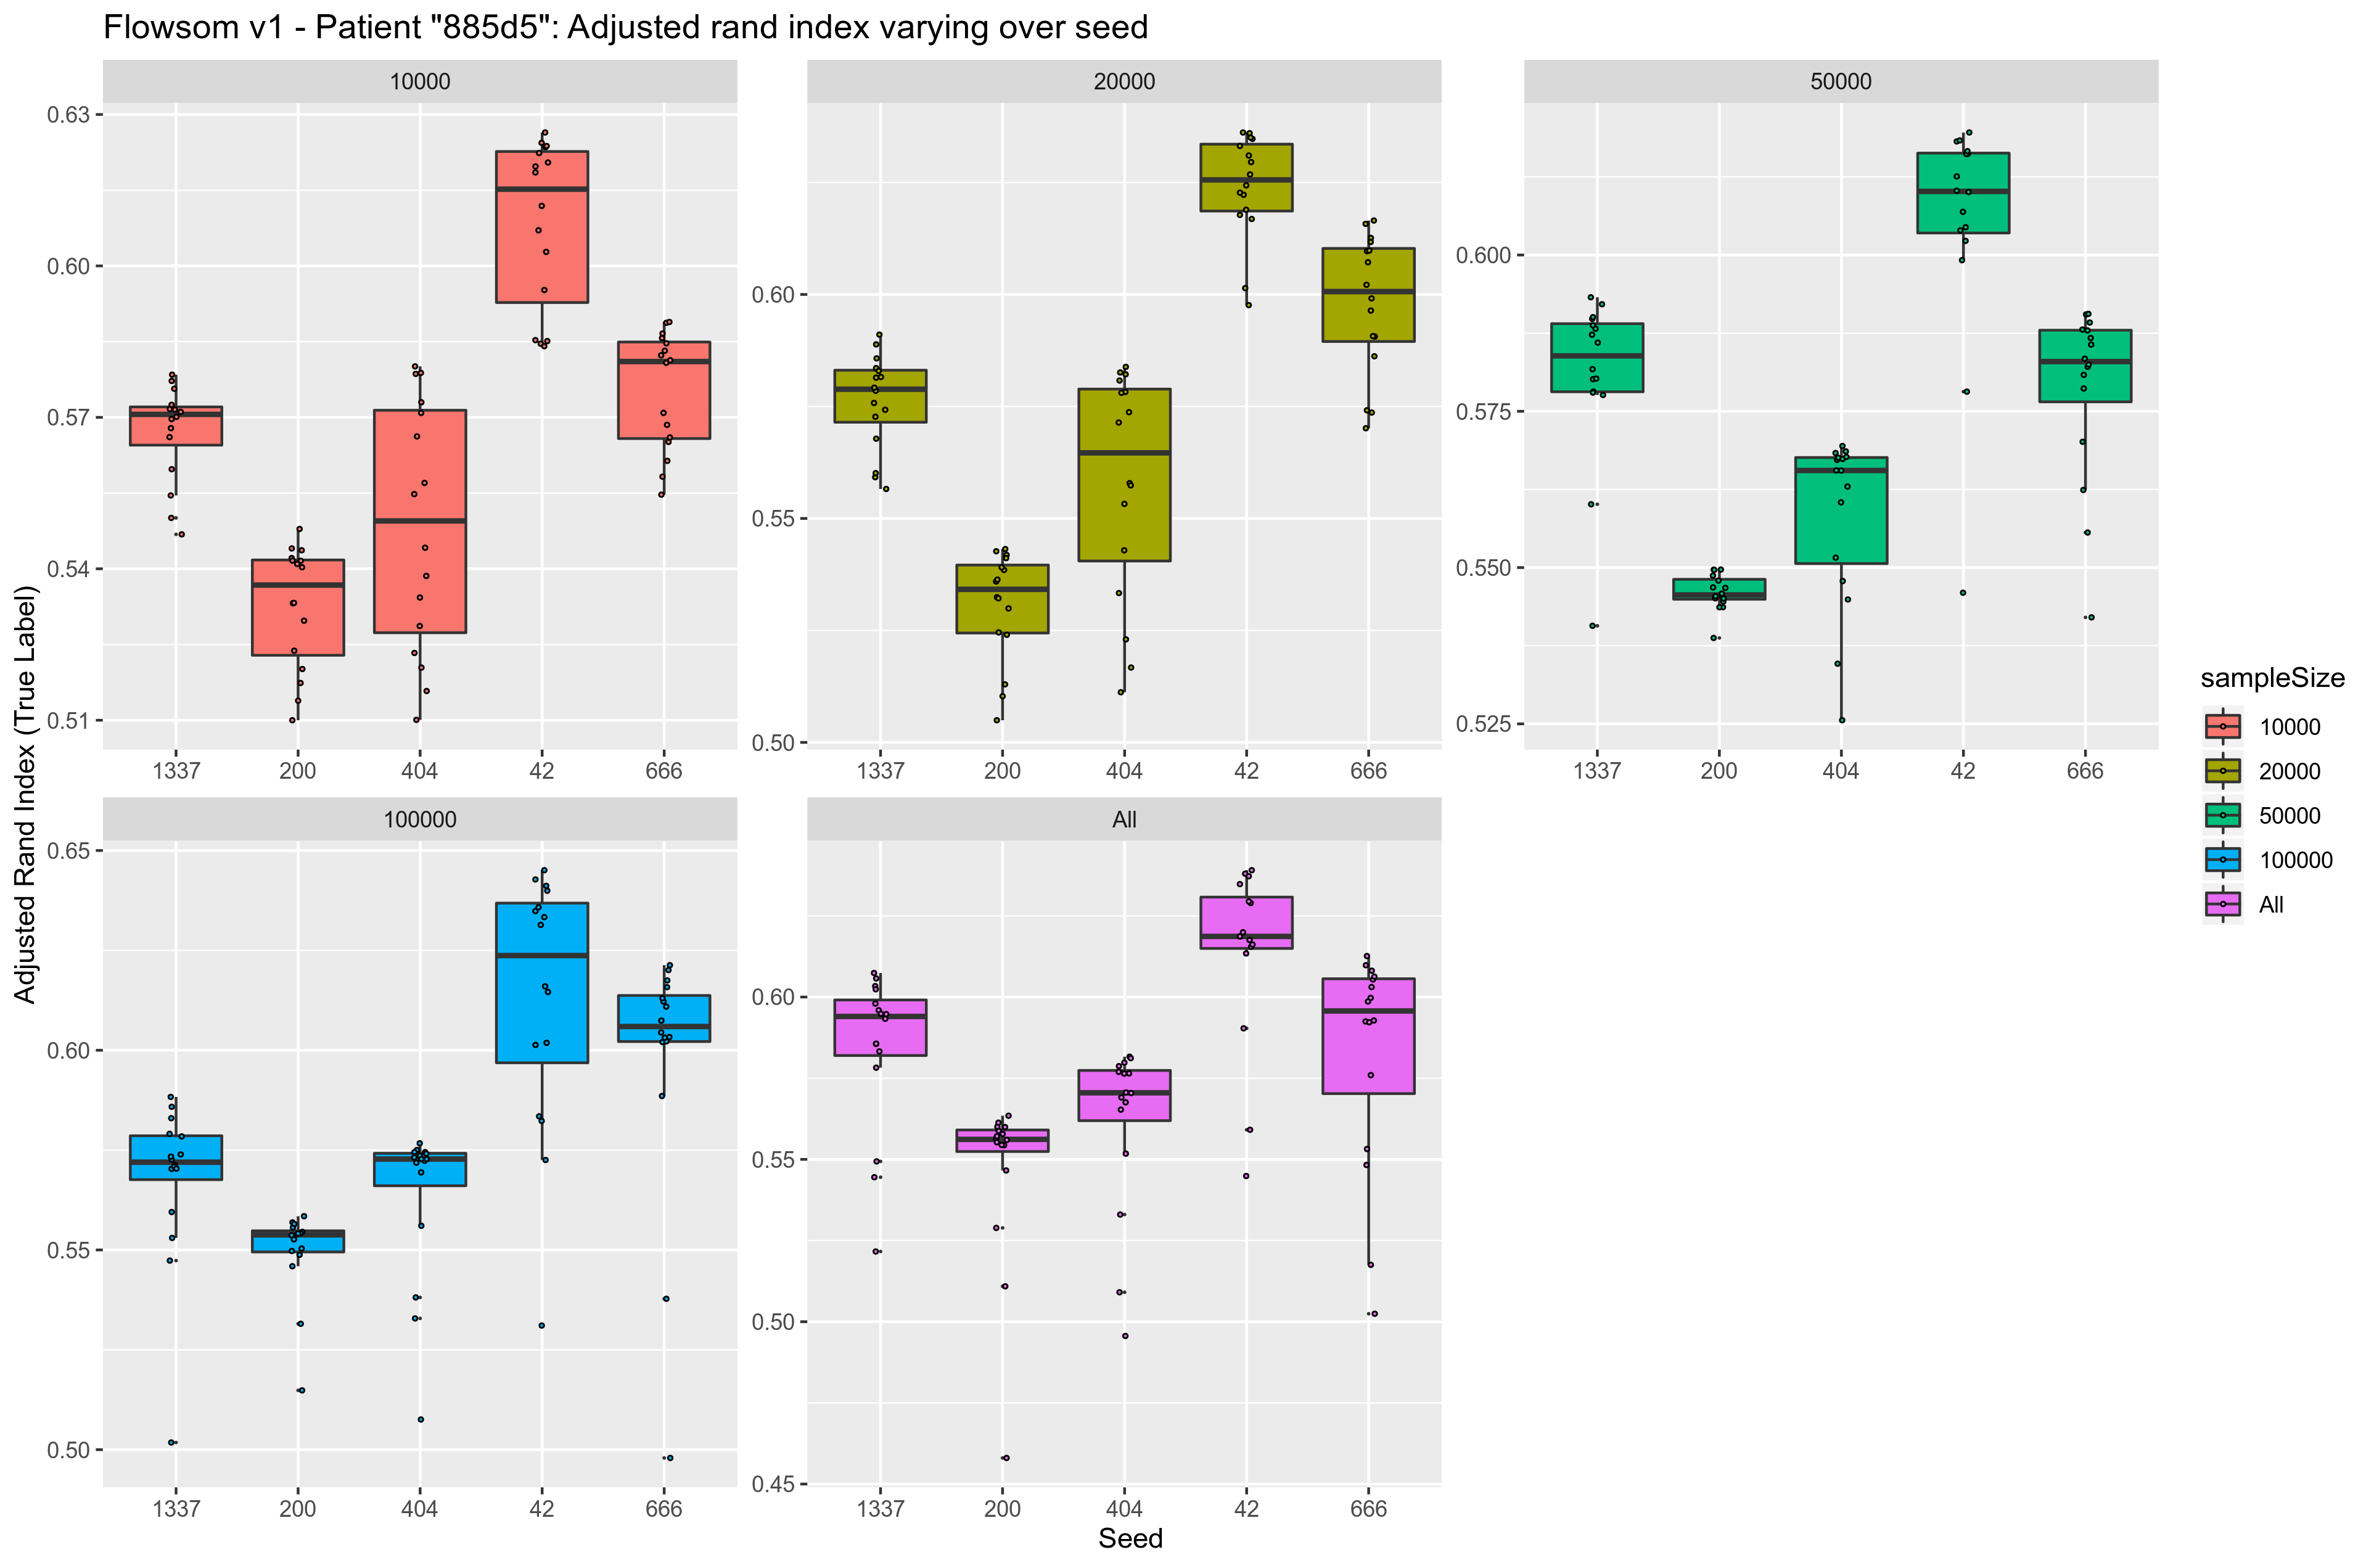 Flowsom v1 - Patient "885d5": Adjusted rand index varying over seed
10000
0.63
0.60
0.57
0.54
0.51
1337 200 404 42 666
20000
0.60
0.55
0.50
1337 200 404 42 666
50000
0.600
0.575
0.550
0.525
1337 200 404 42 666
100000
0.65
0.60
0.55
0.50
1337 200 404 42 666
All
0.60
0.55
0.50
0.45
1337 200 404 42 666
Adjusted Rand Index (True Label)
Seed
sampleSize
10000
20000
50000
100000
All